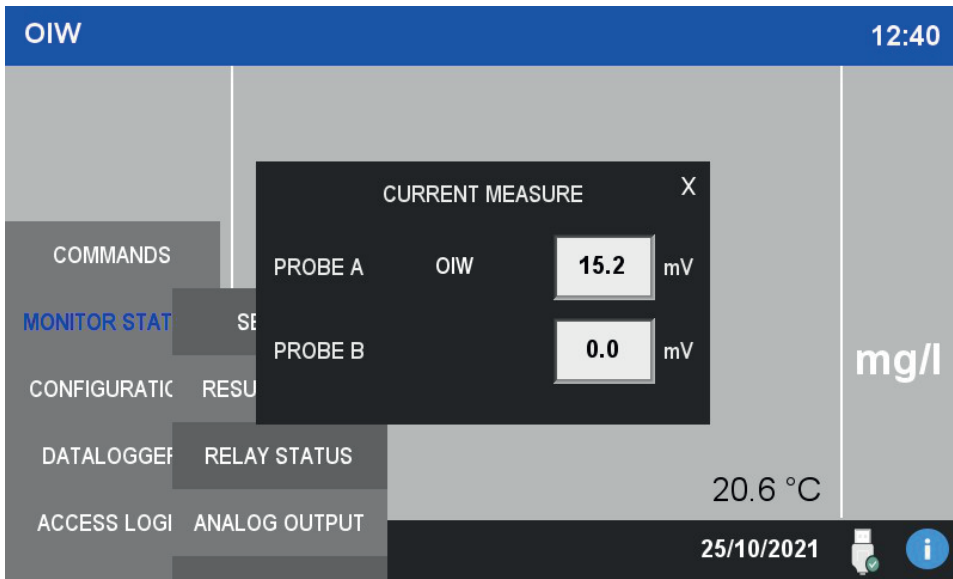 OIW 12:40
CURRENT MEASURE X
PROBE A OIW 15.2 mV
PROBE B 0.0 mV
COMMANDS
MONITOR STAT SE
CONFIGURATIC RESU
DATALOGGEF RELAY STATUS
ACCESS LOGI ANALOG OUTPUT
mg/l
20.6 °C
25/10/2021
i